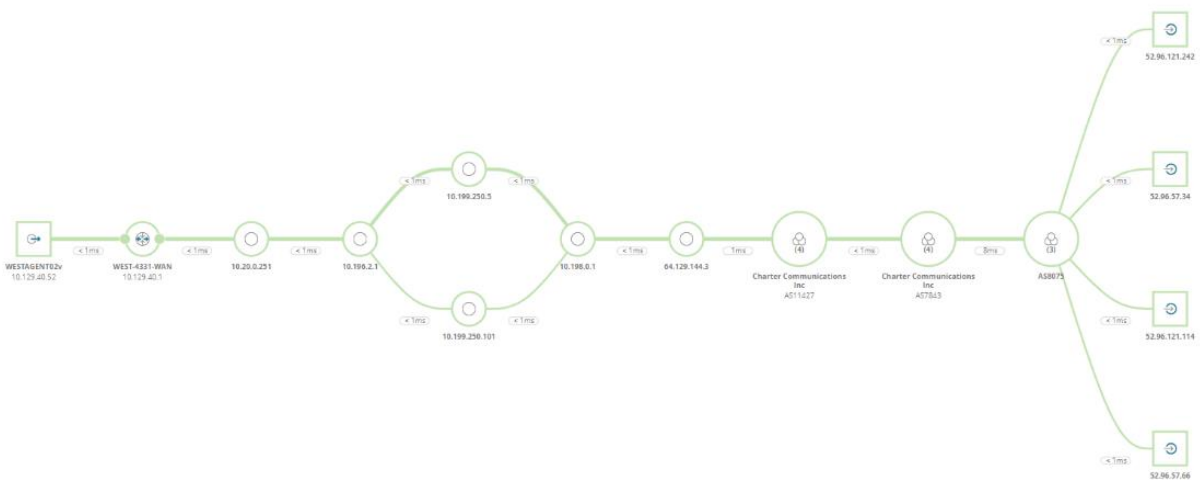 < 1ms
52.96.121.242
10.199.250.5
< 1ms
< 1ms
< 1ms
52.96.57.34
WESTAGENT02v
10.129.40.52
< 1ms
WEST-4331-WAN
10.129.40.1
< 1ms
10.20.0.251
< 1ms
10.196.2.1
10.198.0.1
< 1ms
64.129.144.3
1ms
(4)
Charter Communications
Inc
AS11427
< 1ms
(4)
Charter Communications
Inc
AS7843
8ms
(3)
AS8075
< 1ms
< 1ms
10.199.250.101
< 1ms
52.96.121.114
< 1ms
52.96.57.66